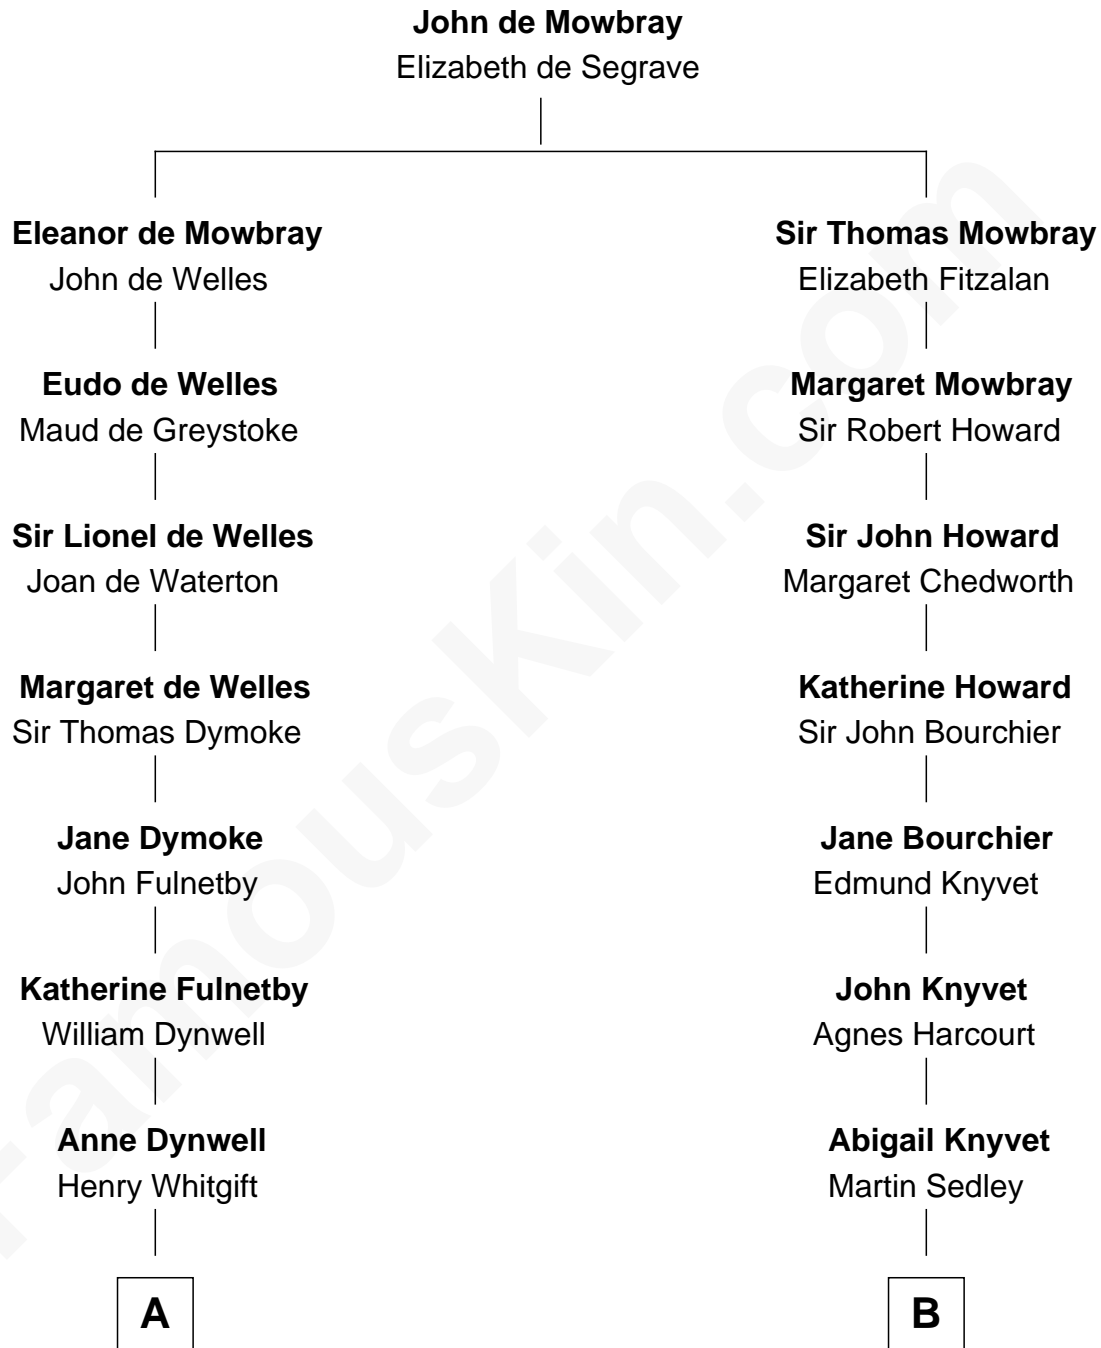 John de Mowbray
Elizabeth de Segrave
Eleanor de Mowbray
John de Welles
Sir Thomas Mowbray
Elizabeth Fitzalan
Eudo de Welles
Maud de Greystoke
Margaret Mowbray
Sir Robert Howard
Sir Lionel de Welles
Joan de Waterton
Sir John Howard
Margaret Chedworth
Margaret de Welles
Sir Thomas Dymoke
Katherine Howard
Sir John Bourchier
Jane Dymoke
John Fulnetby
Jane Bourchier
Edmund Knyvet
Katherine Fulnetby
William Dynwell
John Knyvet
Agnes Harcourt
Anne Dynwell
Henry Whitgift
Abigail Knyvet
Martin Sedley
A
B
FamousKin.com